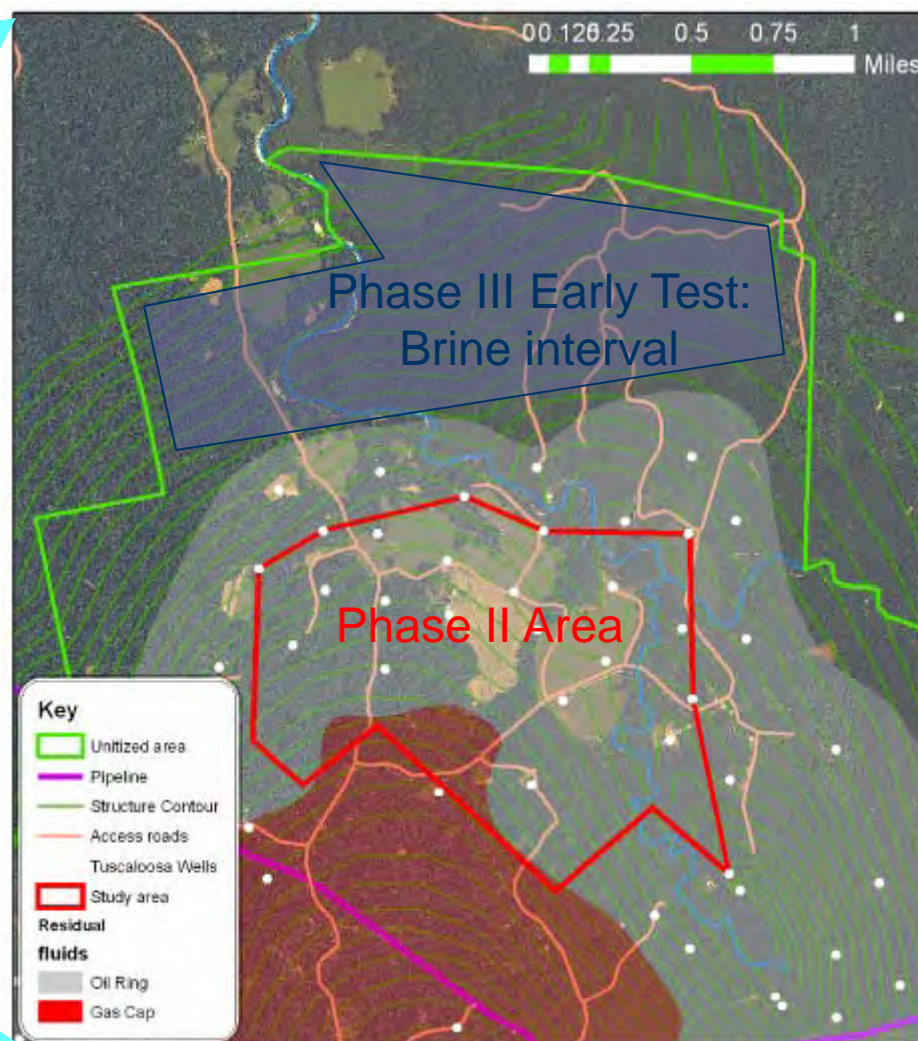 00.1260.25 0.5 0.75 1
Miles
Phase III Early Test:
Brine interval
Phase II Area
Key
Unitized area
Pipeline
Structure Contour
Access roads
Tuscaloosa Wells
Study area
Residual
fluids
Oil Ring
Gas Cap